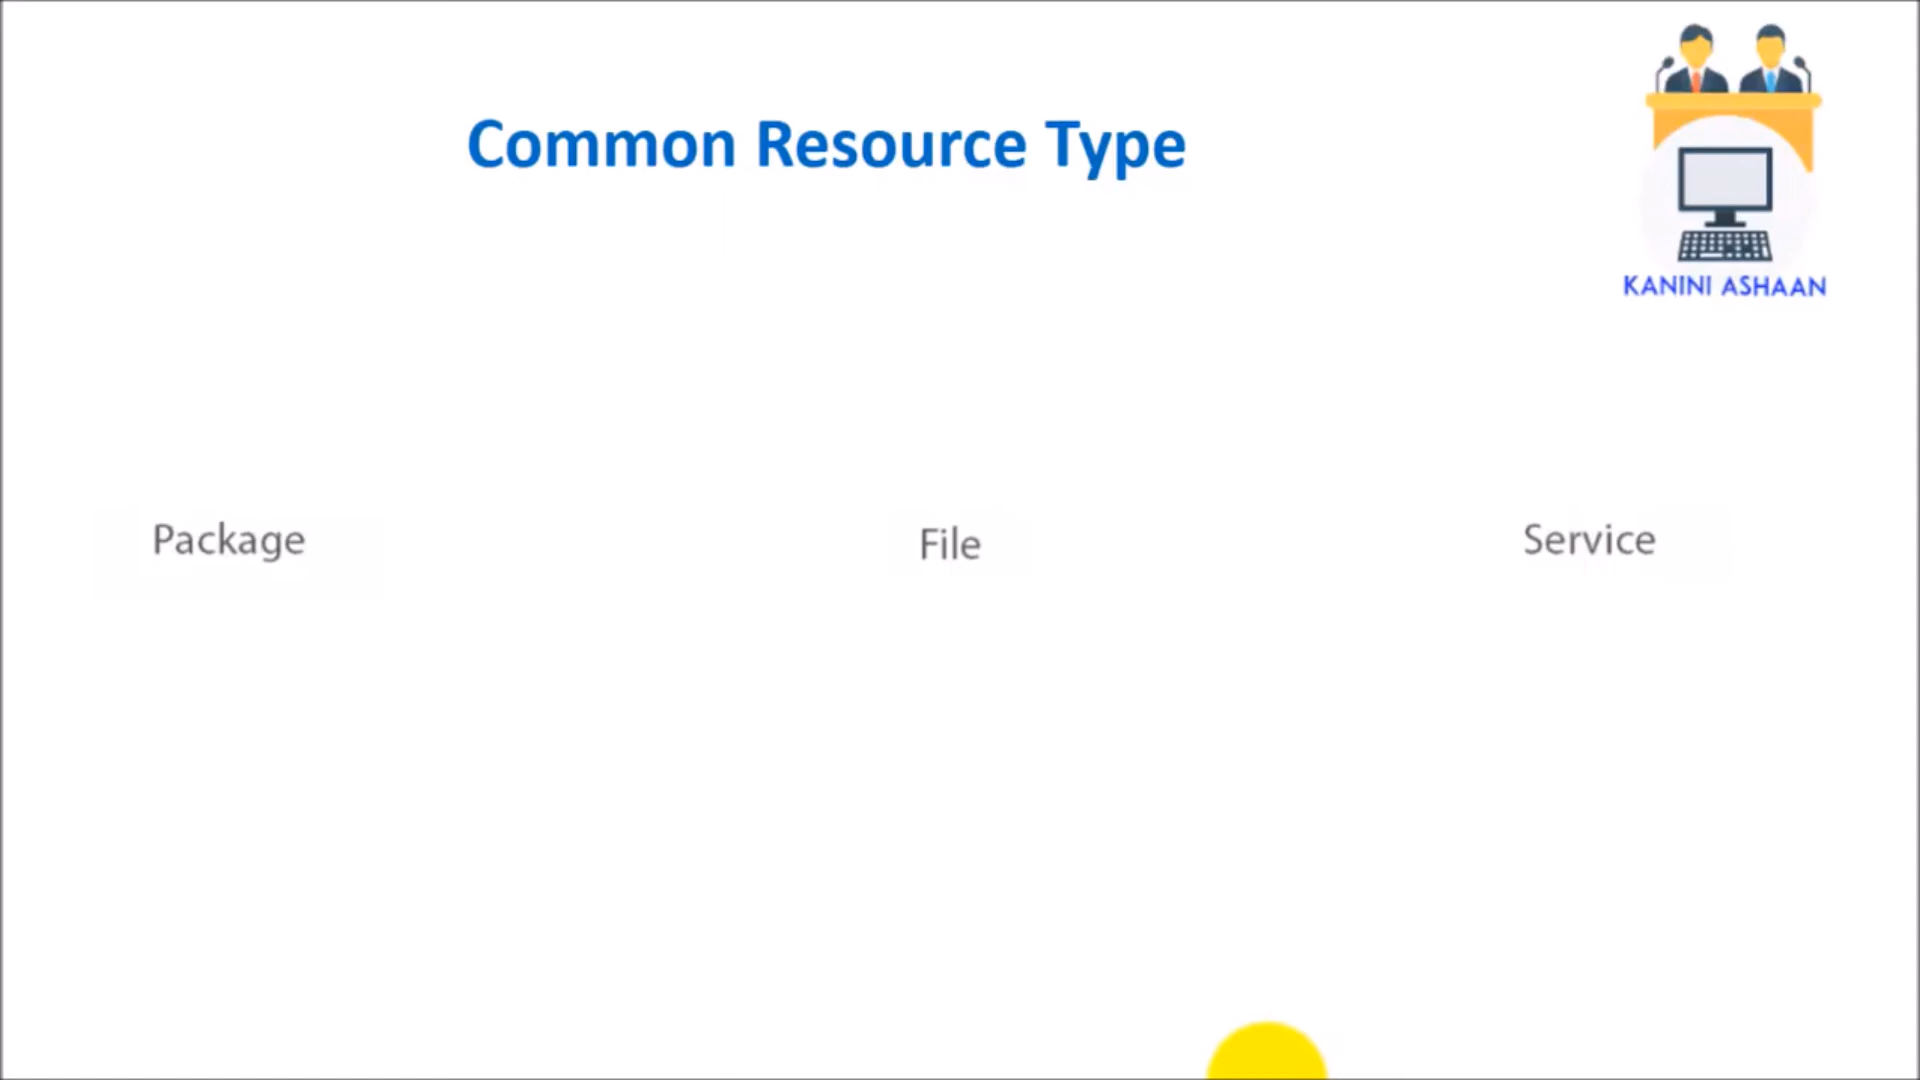 Common Resource Type
KANINI ASHAAN
Package
File
Service